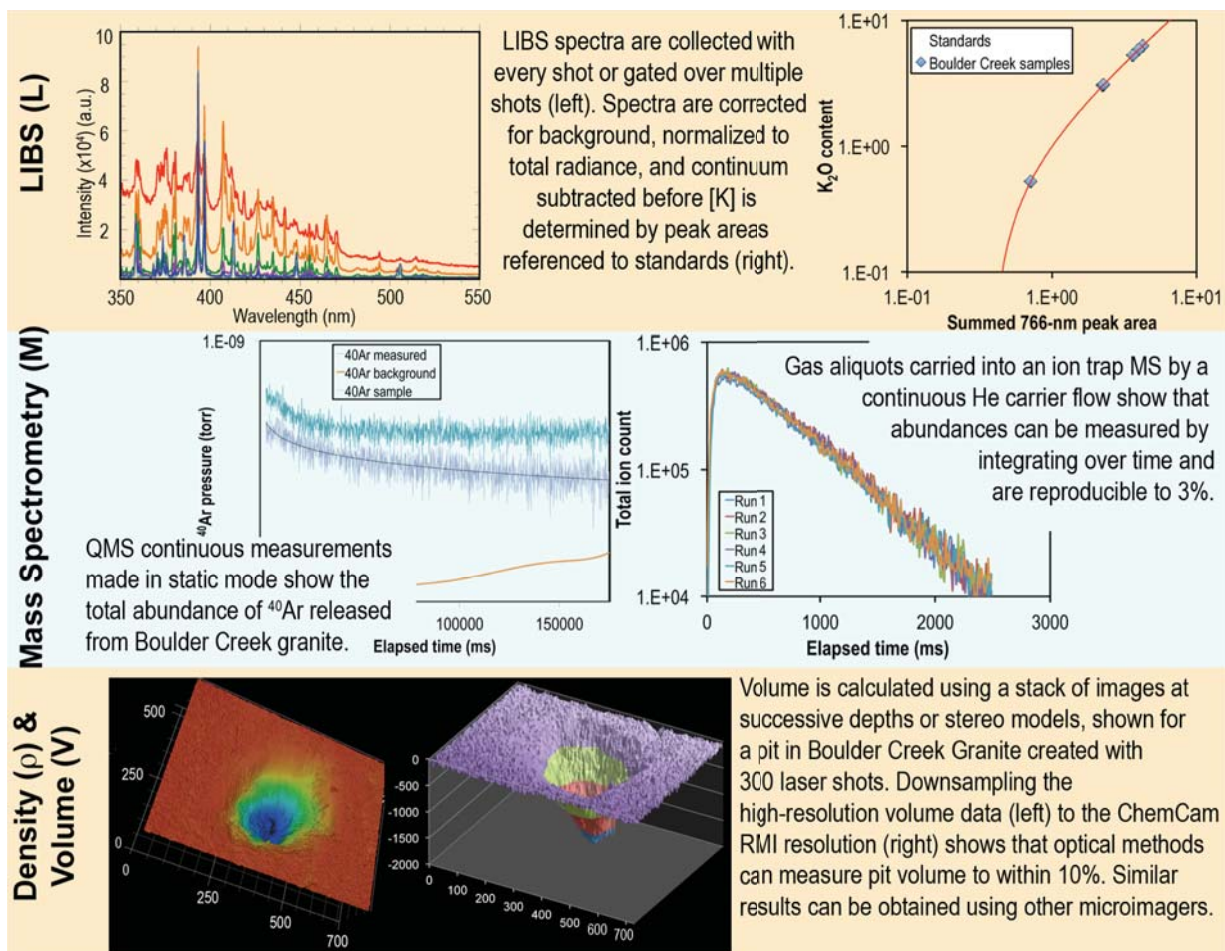 LIBS (L)
10
8
6
4
2
Intensity (x10⁴) (a.u.)
350
400
450
500
550
Wavelength (nm)
LIBS spectra are collected with
every shot or gated over multiple
shots (left). Spectra are corrected
for background, normalized to
total radiance, and continuum
subtracted before [K] is
determined by peak areas
referenced to standards (right).
1.E+01
1.E+00
1.E-01
K₂O content
Standards
Boulder Creek samples
1.E-01
1.E+00
1.E+01
Summed 766-nm peak area
Mass Spectrometry (M)
1.E-09
⁴⁰Ar pressure (torr)
40Ar measured
40Ar background
40Ar sample
100000
150000
Elapsed time (ms)
QMS continuous measurements
made in static mode show the
total abundance of ⁴⁰Ar released
from Boulder Creek granite.
1.E+06
1.E+05
1.E+04
Total ion count
Run 1
Run 2
Run 3
Run 4
Run 5
Run 6
0
1000
2000
3000
Elapsed time (ms)
Gas aliquots carried into an ion trap MS by a
continuous He carrier flow show that
abundances can be measured by
integrating over time and
are reproducible to 3%.
Density (ρ) &
Volume (V)
500
250
0
0
250
500
700
0
-500
-1000
-1500
-2000
0
100
200
300
400
500
600
700
Volume is calculated using a stack of images at
successive depths or stereo models, shown for
a pit in Boulder Creek Granite created with
300 laser shots. Downsampling the
high-resolution volume data (left) to the ChemCam
RMI resolution (right) shows that optical methods
can measure pit volume to within 10%. Similar
results can be obtained using other microimagers.